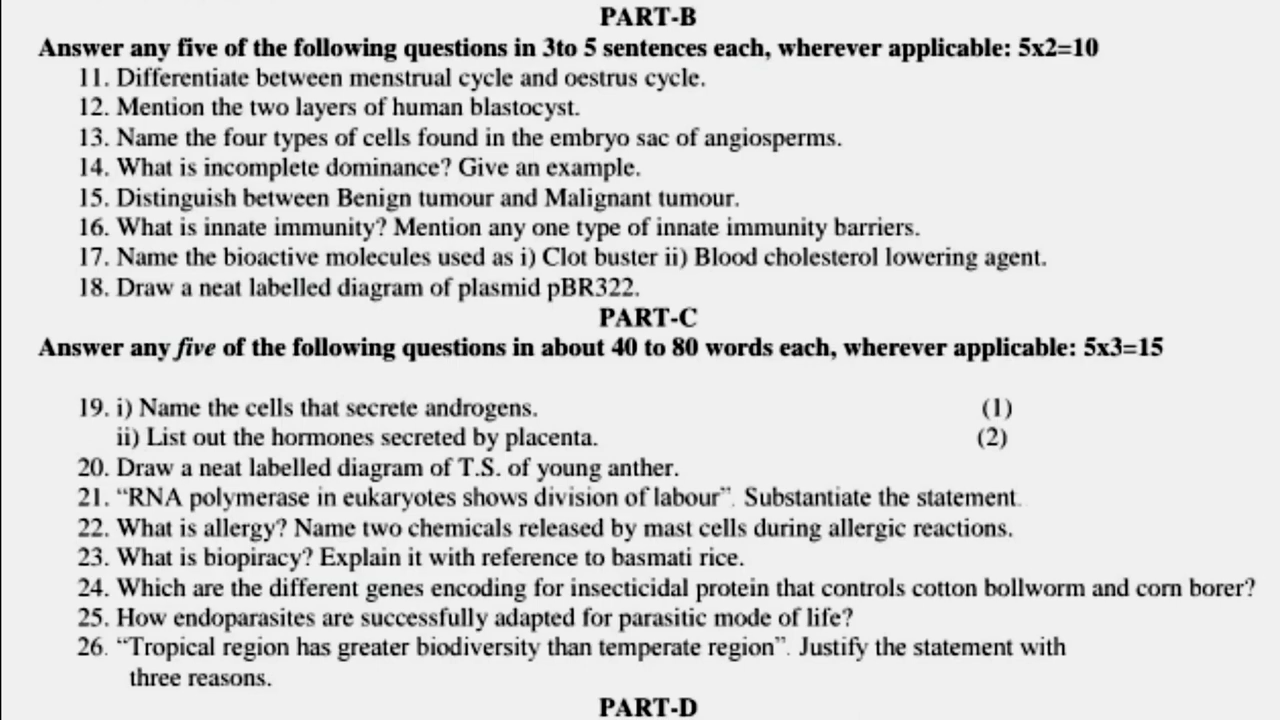 PART-B
Answer any five of the following questions in 3to 5 sentences each, wherever applicable: 5x2=10
11. Differentiate between menstrual cycle and oestrus cycle.
12. Mention the two layers of human blastocyst.
13. Name the four types of cells found in the embryo sac of angiosperms.
14. What is incomplete dominance? Give an example.
15. Distinguish between Benign tumour and Malignant tumour.
16. What is innate immunity? Mention any one type of innate immunity barriers.
17. Name the bioactive molecules used as i) Clot buster ii) Blood cholesterol lowering agent.
18. Draw a neat labelled diagram of plasmid pBR322.
PART-C
Answer any five of the following questions in about 40 to 80 words each, wherever applicable: 5x3=15
19. i) Name the cells that secrete androgens. (1)
ii) List out the hormones secreted by placenta. (2)
20. Draw a neat labelled diagram of T.S. of young anther.
21. “RNA polymerase in eukaryotes shows division of labour”. Substantiate the statement.
22. What is allergy? Name two chemicals released by mast cells during allergic reactions.
23. What is biopiracy? Explain it with reference to basmati rice.
24. Which are the different genes encoding for insecticidal protein that controls cotton bollworm and corn borer?
25. How endoparasites are successfully adapted for parasitic mode of life?
26. “Tropical region has greater biodiversity than temperate region”. Justify the statement with
three reasons.
PART-D